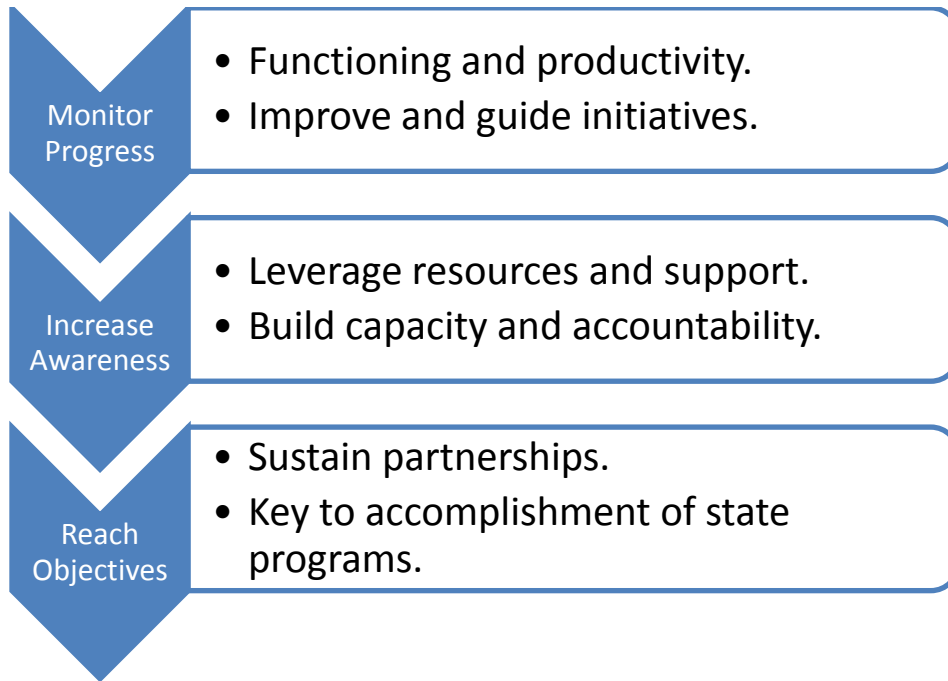 Monitor
Progress
• Functioning and productivity.
• Improve and guide initiatives.
Increase
Awareness
• Leverage resources and support.
• Build capacity and accountability.
Reach
Objectives
• Sustain partnerships.
• Key to accomplishment of state
programs.